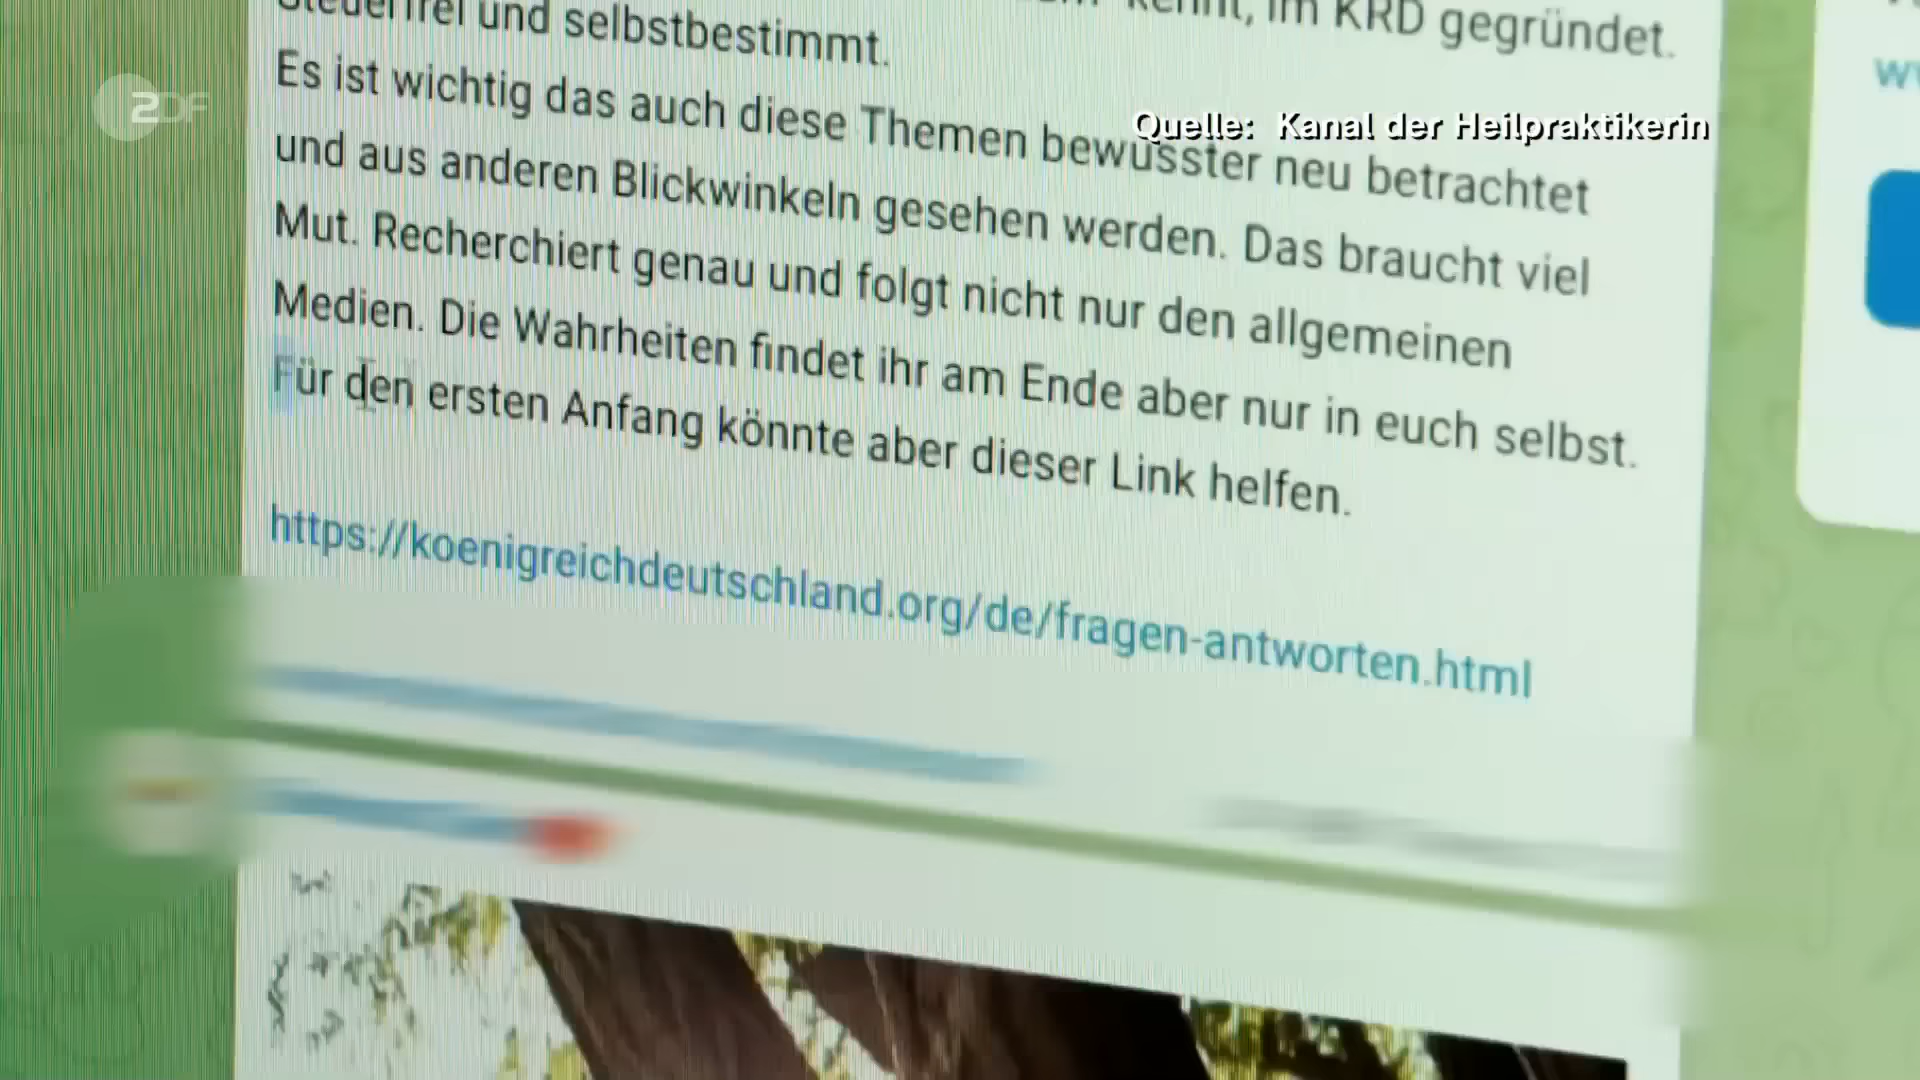 kennt, im KRD gegründet.
Steuerfrei und selbstbestimmt.
Es ist wichtig das auch diese Themen bewusster neu betrachtet
und aus anderen Blickwinkeln gesehen werden. Das braucht viel
Mut. Recherchiert genau und folgt nicht nur den allgemeinen
Medien. Die Wahrheiten findet ihr am Ende aber nur in euch selbst.
Für den ersten Anfang könnte aber dieser Link helfen.
https://koenigreichdeutschland.org/de/fragen-antworten.html
ZDF
Quelle: Kanal der Heilpraktikerin